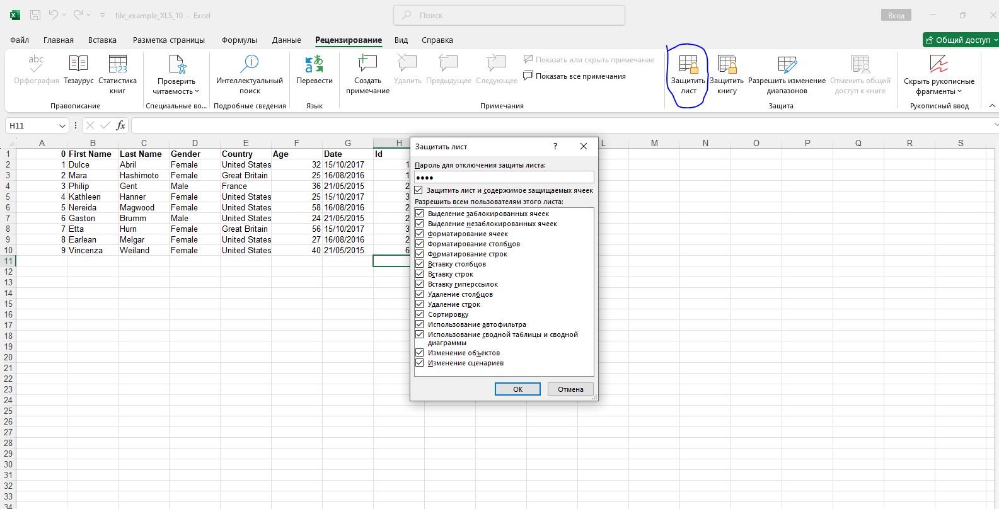 file_example_XLS_10 - Excel
Поиск
Вход
Файл Главная Вставка Разметка страницы Формулы Данные Рецензирование Вид Справка Общий доступ
abc
Орфография
Тезаурус
123
Статистика
книг
Правописание
Проверить
читаемость
Специальные во...
Интеллектуальный
поиск
Подробные сведения
Перевести
Язык
Создать
примечание
Удалить
Предыдущее
Следующее
Показать или скрыть примечание
Показать все примечания
Примечания
Защитить
лист
Защитить
книгу
Разрешить изменение
диапазонов
Отменить общий
доступ к книге
Защита
Скрыть рукописные
фрагменты
Рукописный ввод
H11
fx
A B C D E F G H L M N O P Q R S
1 0 First Name Last Name Gender Country Age Date Id
2 1 Dulce Abril Female United States 32 15/10/2017 1
3 2 Mara Hashimoto Female Great Britain 25 16/08/2016 1
4 3 Philip Gent Male France 36 21/05/2015 2
5 4 Kathleen Hanner Female United States 25 15/10/2017 3
6 5 Nereida Magwood Female United States 58 16/08/2016 2
7 6 Gaston Brumm Male United States 24 21/05/2015 2
8 7 Etta Hurn Female Great Britain 56 15/10/2017 3
9 8 Earlean Melgar Female United States 27 16/08/2016 2
10 9 Vincenza Weiland Female United States 40 21/05/2015 6
11
12
13
14
15
16
17
18
19
20
21
22
23
24
25
26
27
28
29
30
31
32
33
34
Защитить лист ?
Пароль для отключения защиты листа:
••••
Защитить лист и содержимое защищаемых ячеек
Разрешить всем пользователям этого листа:
Выделение заблокированных ячеек
Выделение незаблокированных ячеек
Форматирование ячеек
Форматирование столбцов
Форматирование строк
Вставку столбцов
Вставку строк
Вставку гиперссылок
Удаление столбцов
Удаление строк
Сортировку
Использование автофильтра
Использование сводной таблицы и сводной
диаграммы
Изменение объектов
Изменение сценариев
ОК Отмена